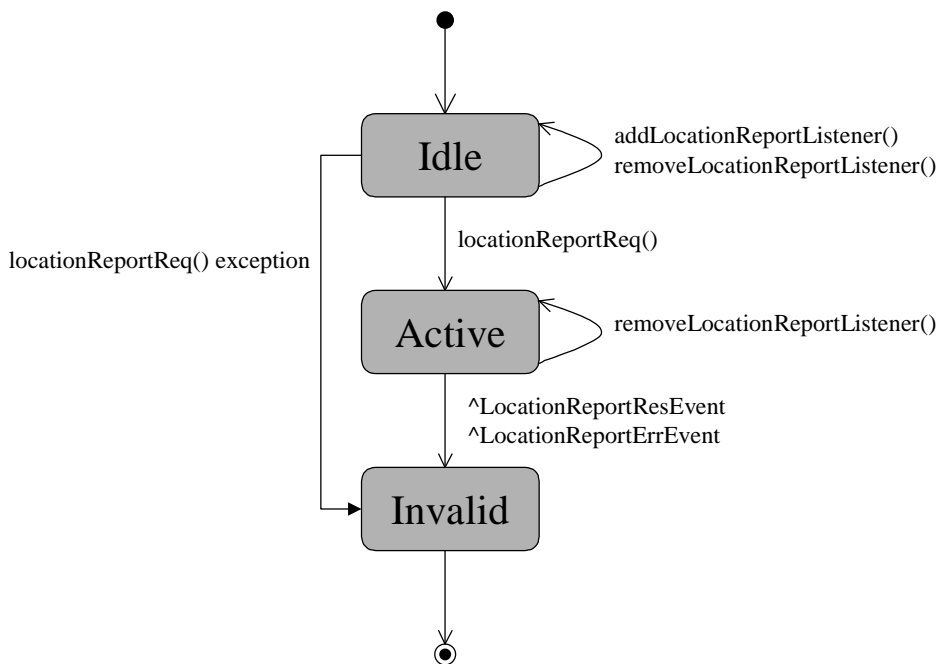 Idle
addLocationReportListener()
removeLocationReportListener()
locationReportReq()
locationReportReq() exception
Active
removeLocationReportListener()
^LocationReportResEvent
^LocationReportErrEvent
Invalid